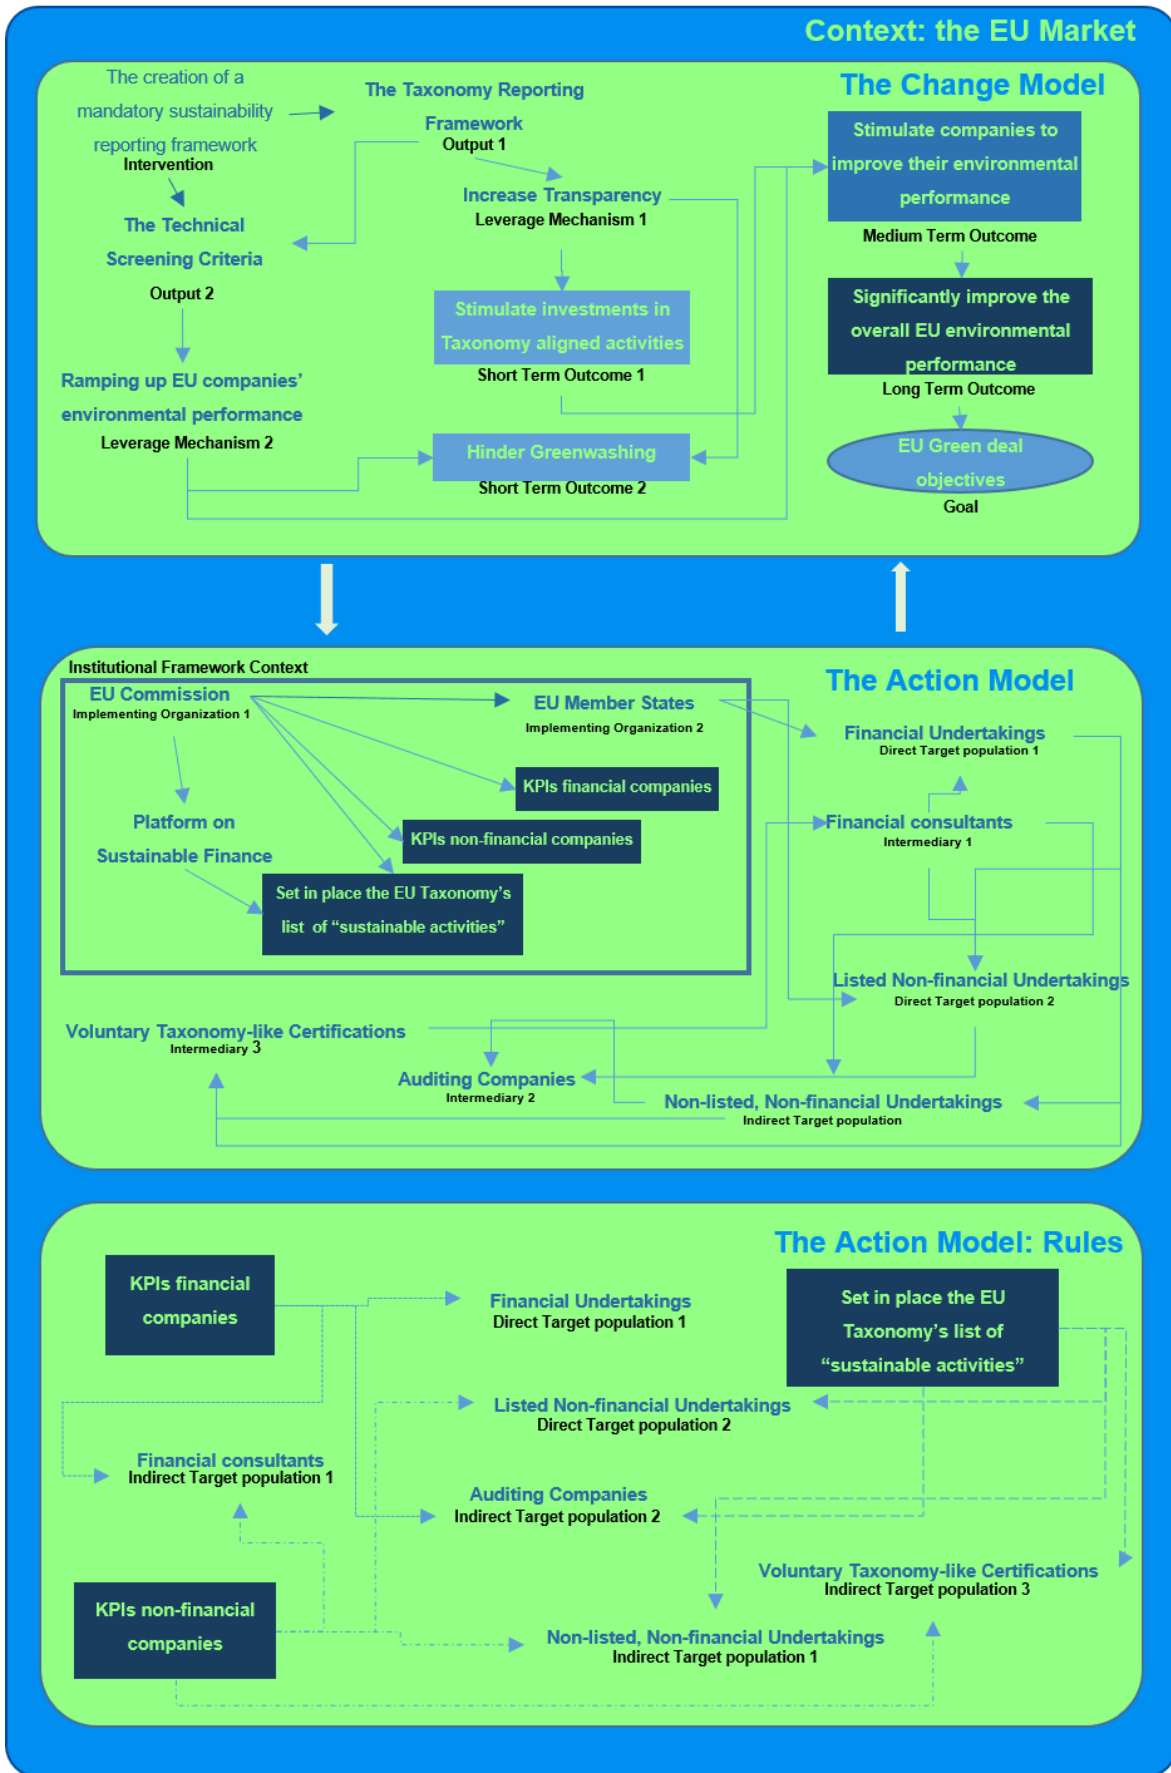 Context: the EU Market
The Change Model
The creation of a
mandatory sustainability
reporting framework
Intervention
The Taxonomy Reporting
Framework
Output 1
Increase Transparency
Leverage Mechanism 1
The Technical
Screening Criteria
Output 2
Stimulate investments in
Taxonomy aligned activities
Short Term Outcome 1
Ramping up EU companies’
environmental performance
Leverage Mechanism 2
Hinder Greenwashing
Short Term Outcome 2
Stimulate companies to
improve their environmental
performance
Medium Term Outcome
Significantly improve the
overall EU environmental
performance
Long Term Outcome
EU Green deal
objectives
Goal
The Action Model
Institutional Framework Context
EU Commission
Implementing Organization 1
EU Member States
Implementing Organization 2
KPIs financial companies
KPIs non-financial companies
Platform on
Sustainable Finance
Set in place the EU Taxonomy’s
list of “sustainable activities”
Financial Undertakings
Direct Target population 1
Financial consultants
Intermediary 1
Listed Non-financial Undertakings
Direct Target population 2
Voluntary Taxonomy-like Certifications
Intermediary 3
Auditing Companies
Intermediary 2
Non-listed, Non-financial Undertakings
Indirect Target population
The Action Model: Rules
KPIs financial
companies
Financial Undertakings
Direct Target population 1
Set in place the EU
Taxonomy’s list of
“sustainable activities”
Listed Non-financial Undertakings
Direct Target population 2
Financial consultants
Indirect Target population 1
Auditing Companies
Indirect Target population 2
Voluntary Taxonomy-like Certifications
Indirect Target population 3
KPIs non-financial
companies
Non-listed, Non-financial Undertakings
Indirect Target population 1